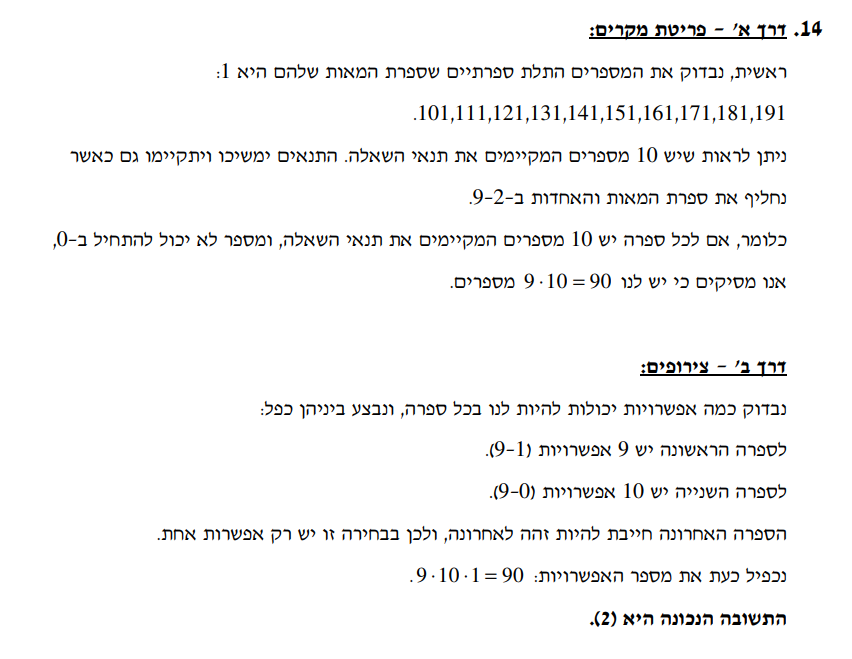 14. דרך א' – פריטת מקרים:
ראשית, נבדוק את המספרים התלת ספרתיים שספרת המאות שלהם היא 1:
101,111,121,131,141,151,161,171,181,191.
ניתן לראות שיש 10 מספרים המקיימים את תנאי השאלה. התנאים ימשיכו ויתקיימו גם כאשר
נחליף את ספרת המאות והאחדות ב-2-9.
כלומר, אם לכל ספרה יש 10 מספרים המקיימים את תנאי השאלה, ומספר לא יכול להתחיל ב-0,
אנו מסיקים כי יש לנו 9·10=90 מספרים.
דרך ב' – צירופים:
נבדוק כמה אפשרויות יכולות להיות לנו בכל ספרה, ונבצע ביניהן כפל:
לספרה הראשונה יש 9 אפשרויות (9-1).
לספרה השנייה יש 10 אפשרויות (9-0).
הספרה האחרונה חייבת להיות זהה לאחרונה, ולכן בבחירה זו יש רק אפשרות אחת.
נכפיל כעת את מספר האפשרויות: 9·10·1=90.
התשובה הנכונה היא (2).